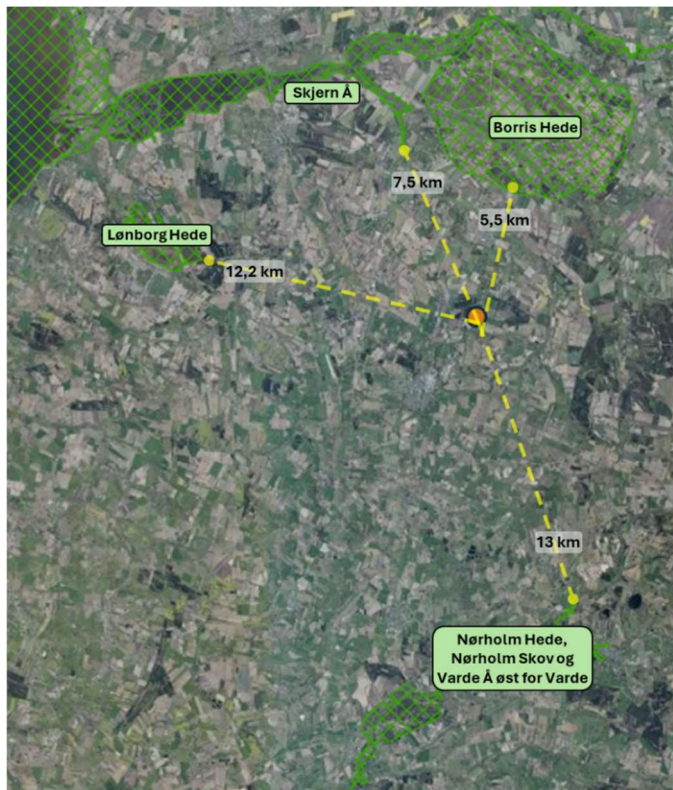 Skjern Å
Borris Hede
7,5 km
5,5 km
Lønborg Hede
12,2 km
13 km
Nørholm Hede,
Nørholm Skov og
Varde Å øst for Varde